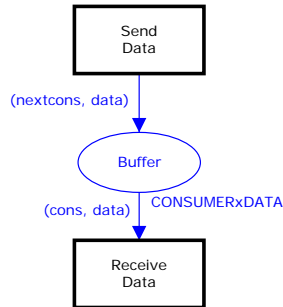 Send
Data
(nextcons, data)
Buffer
CONSUMERxDATA
(cons, data)
Receive
Data